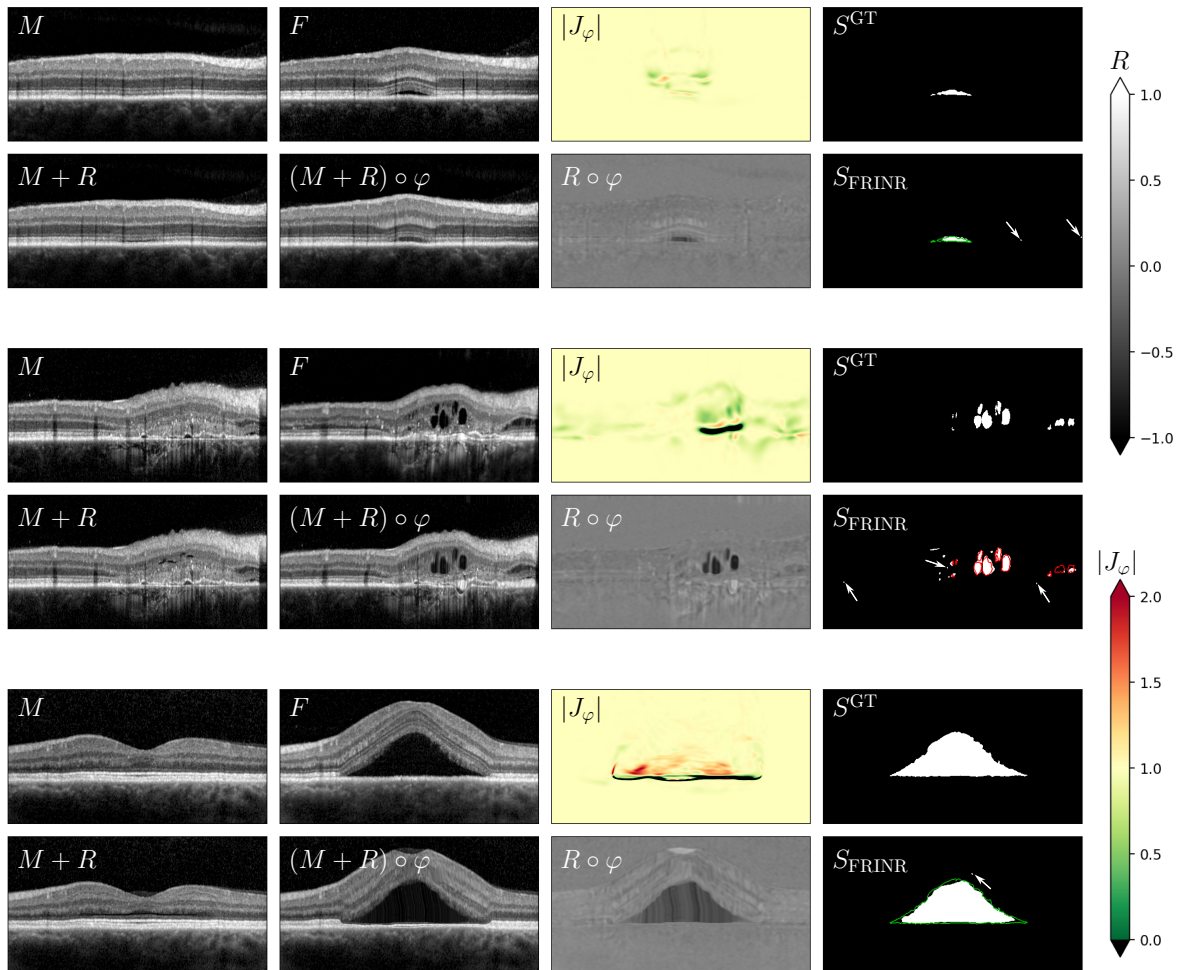 M F |J_φ| S^GT
M + R (M + R) ∘ φ R ∘ φ S_FRINR
M F |J_φ| S^GT
M + R (M + R) ∘ φ R ∘ φ S_FRINR
M F |J_φ| S^GT
M + R (M + R) ∘ φ R ∘ φ S_FRINR
R
1.0
0.5
0.0
−0.5
−1.0
|J_φ|
2.0
1.5
1.0
0.5
0.0